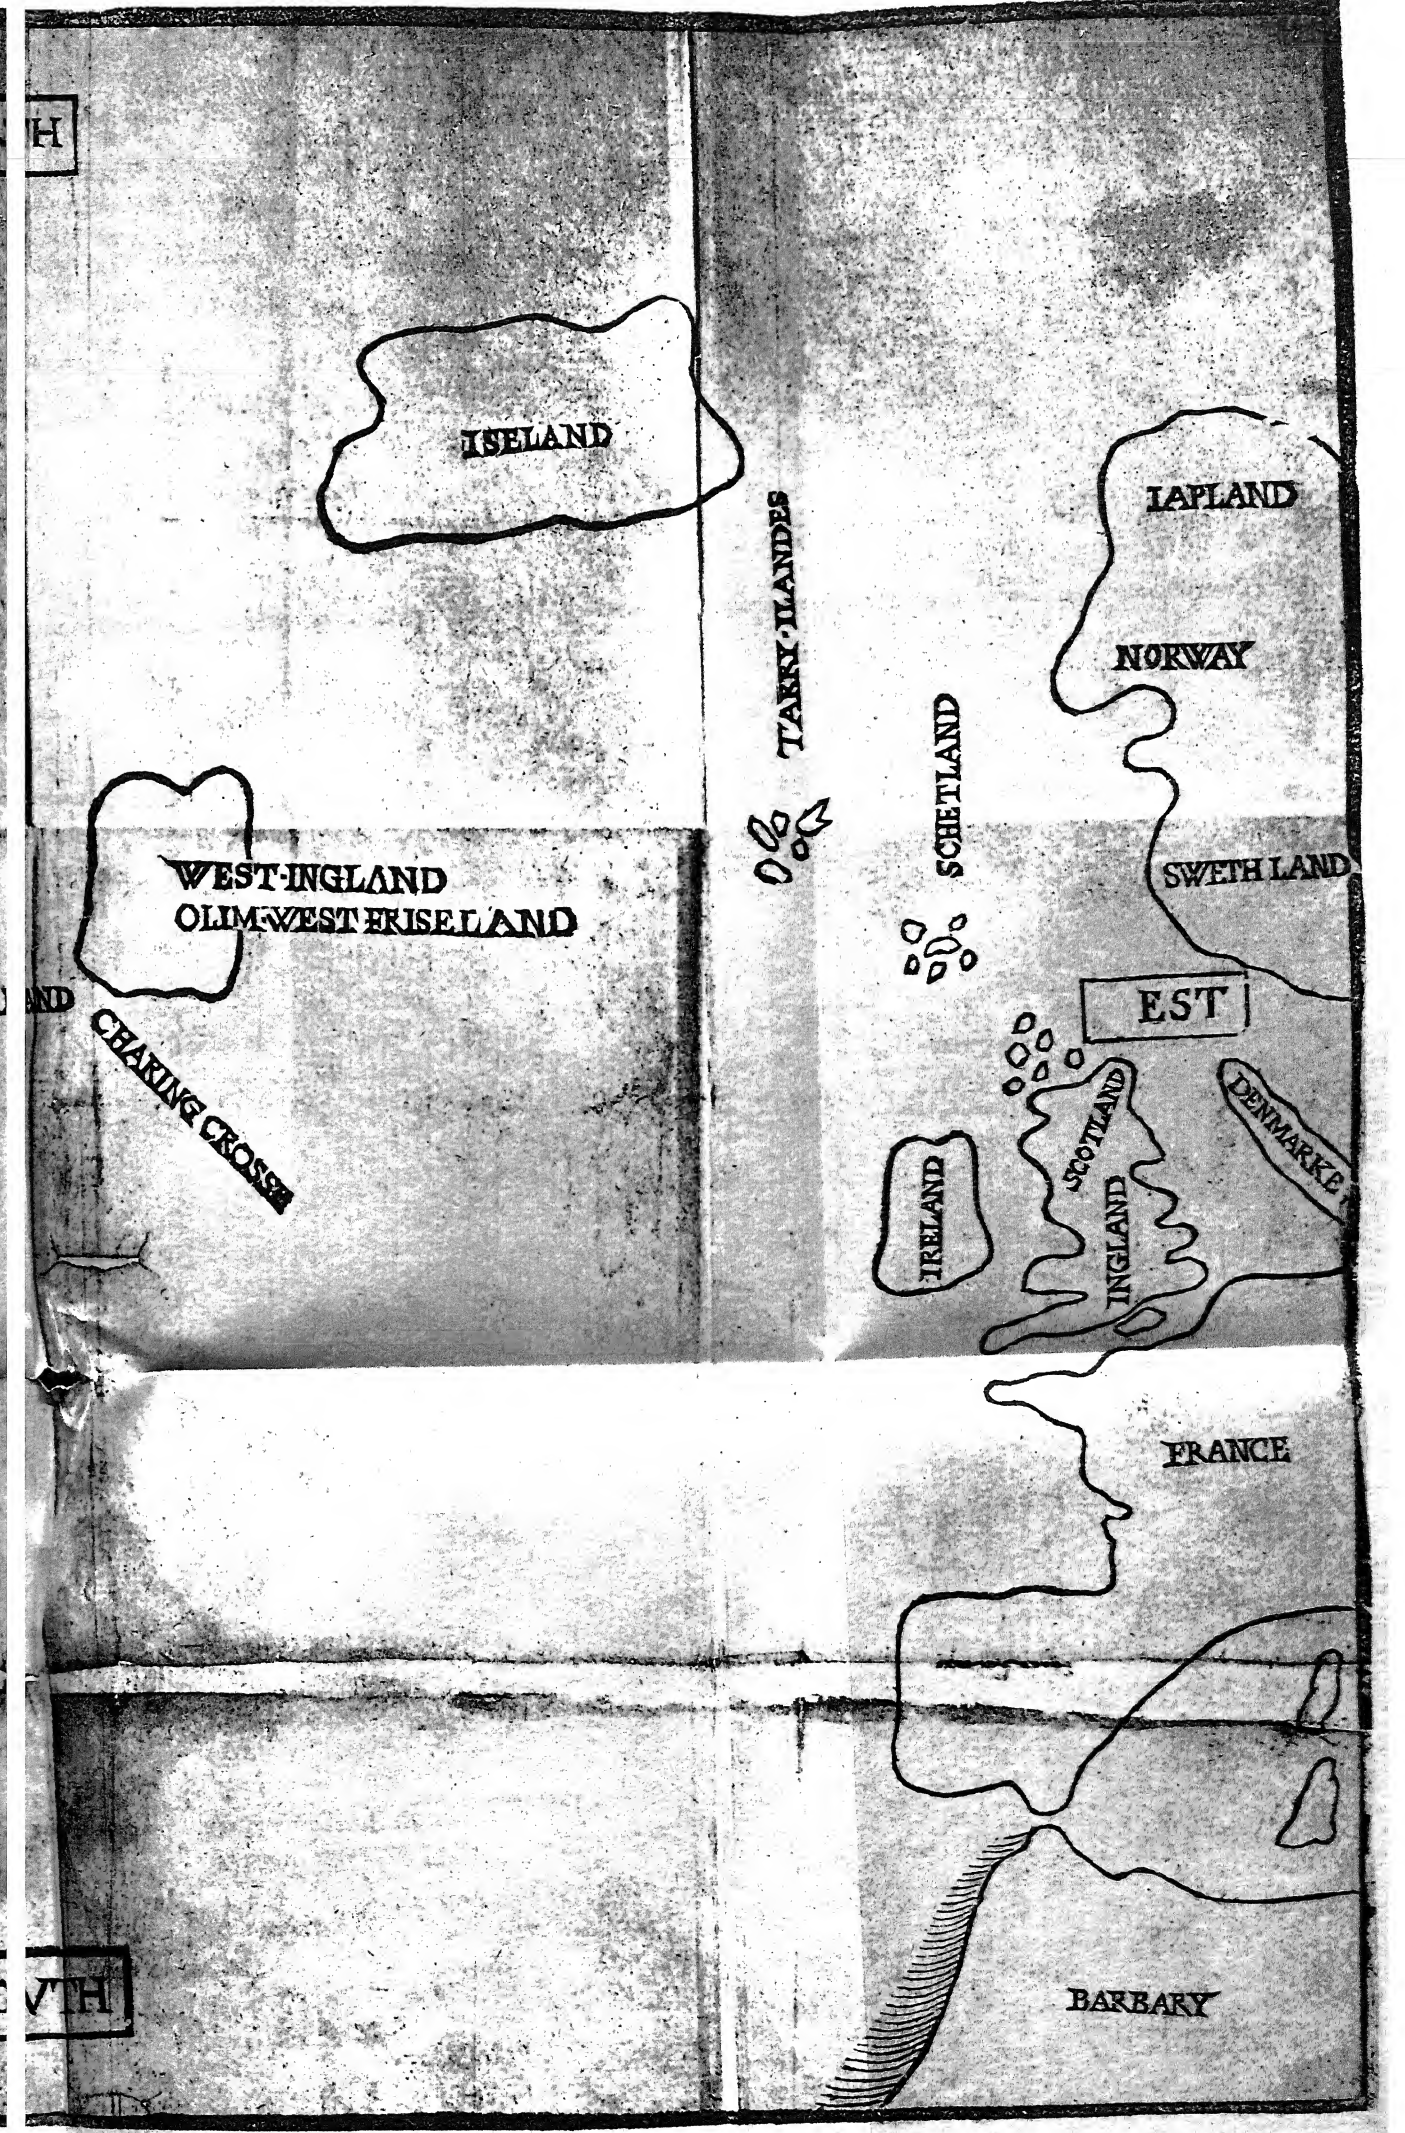 TH
ISELAND
IAPLAND
TARRY·ILANDES
NORWAY
SCHETLAND
SWETH LAND
WEST·INGLAND
OLIM·WEST FRISELAND
AND
EST
CHARING CROSSE
SCOTLAND
DENMARKE
IRELAND
INGLAND
FRANCE
BARBARY
VTH